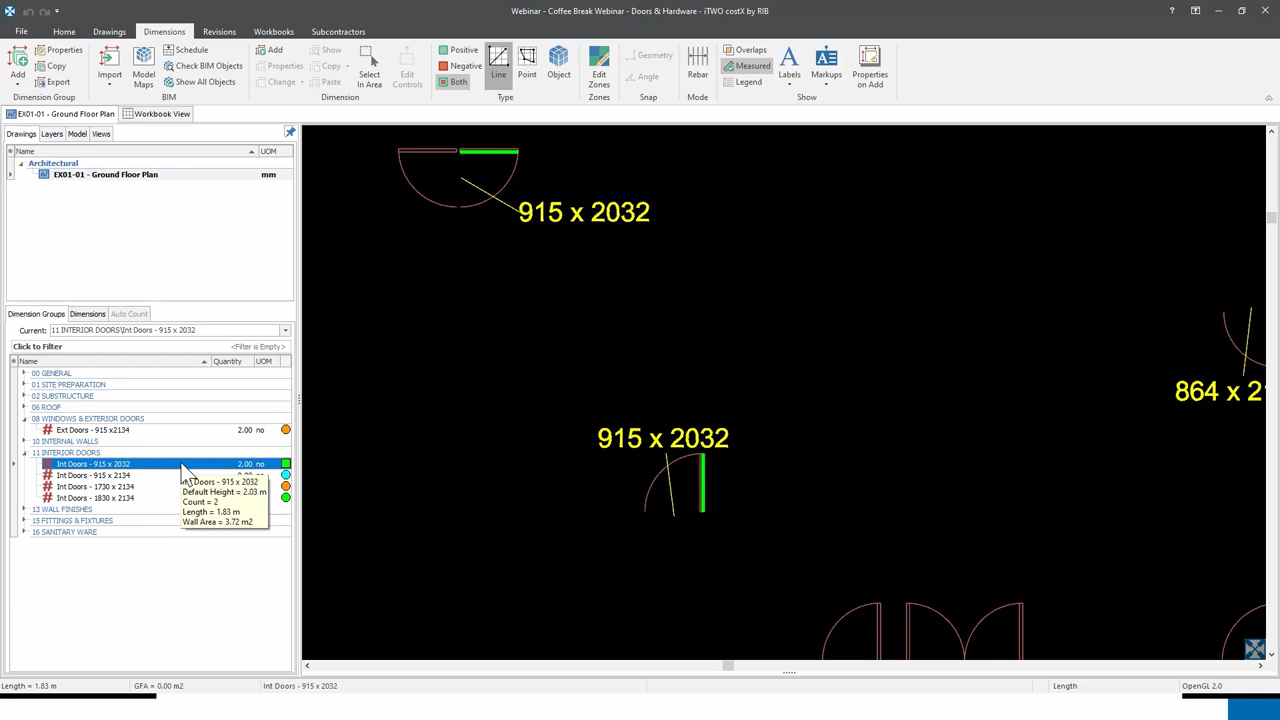 Webinar - Coffee Break Webinar - Doors & Hardware - iTWO costX by RIB
File Home Drawings Dimensions Revisions Workbooks Subcontractors
Add
Properties
Copy
Export
Dimension Group
Import
Model Maps
Schedule
Check BIM Objects
Show All Objects
BIM
Add
Properties
Change
Show
Copy
Paste
Select In Area
Edit Controls
Dimension
Positive
Negative
Both
Line
Point
Object
Type
Edit Zones
Zones
Geometry
Angle
Snap
Rebar
Mode
Overlaps
Measured
Legend
Labels
Markups
Properties on Add
Show
EX01-01 - Ground Floor Plan
Workbook View
Drawings Layers Model Views
Name UOM
Architectural
EX01-01 - Ground Floor Plan mm
Dimension Groups Dimensions Auto Count
Current: 11 INTERIOR DOORS\Int Doors - 915 x 2032
Click to Filter <Filter is Empty>
Name Quantity UOM
00 GENERAL
01 SITE PREPARATION
02 SUBSTRUCTURE
06 ROOF
08 WINDOWS & EXTERIOR DOORS
Ext Doors - 915 x2134 2.00 no
10 INTERNAL WALLS
11 INTERIOR DOORS
Int Doors - 915 x 2032 2.00 no
Int Doors - 915 x 2134
Int Doors - 1730 x 2134
Int Doors - 1830 x 2134
13 WALL FINISHES
15 FITTINGS & FIXTURES
16 SANITARY WARE
Doors - 915 x 2032
Default Height = 2.03 m
Count = 2
Length = 1.83 m
Wall Area = 3.72 m2
915 x 2032
915 x 2032
864 x 2
Length = 1.83 m GFA = 0.00 m2 Int Doors - 915 x 2032 Length OpenGL 2.0